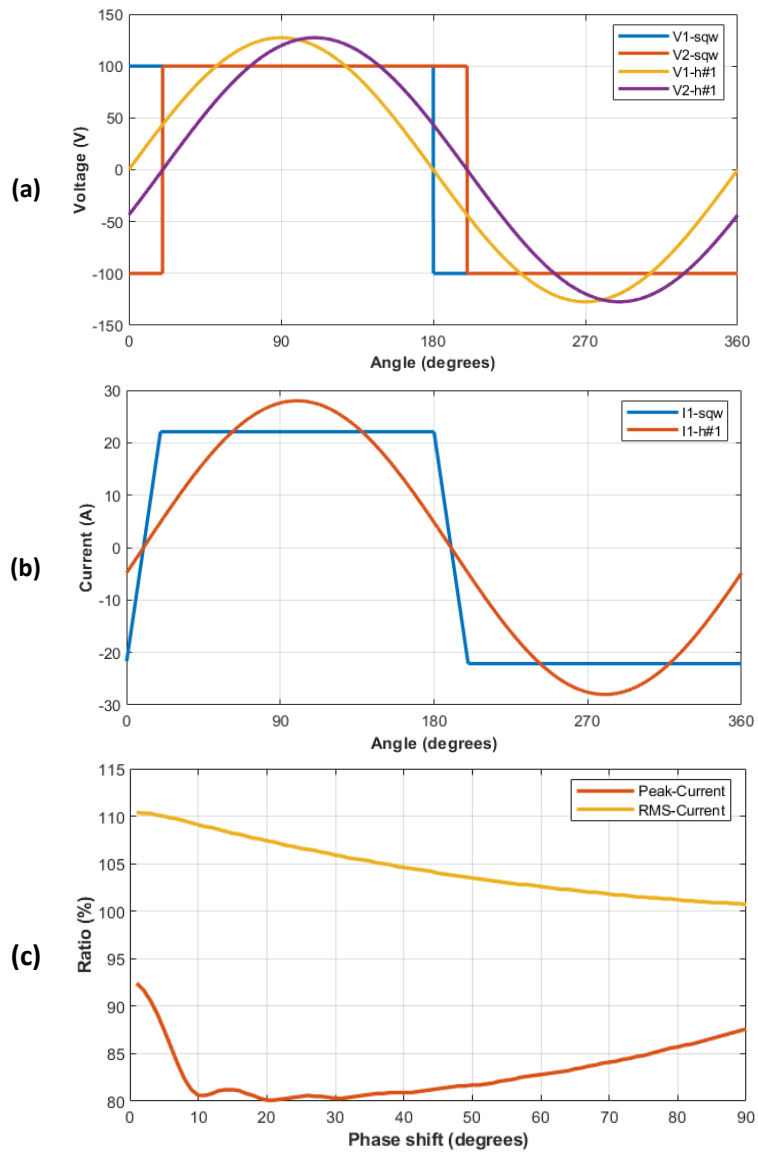 (a)
Voltage (V)
150
100
50
0
-50
-100
-150
V1-sqw
V2-sqw
V1-h#1
V2-h#1
0 90 180 270 360
Angle (degrees)
(b)
Current (A)
30
20
10
0
-10
-20
-30
I1-sqw
I1-h#1
0 90 180 270 360
Angle (degrees)
(c)
Ratio (%)
115
110
105
100
95
90
85
80
Peak-Current
RMS-Current
0 10 20 30 40 50 60 70 80 90
Phase shift (degrees)